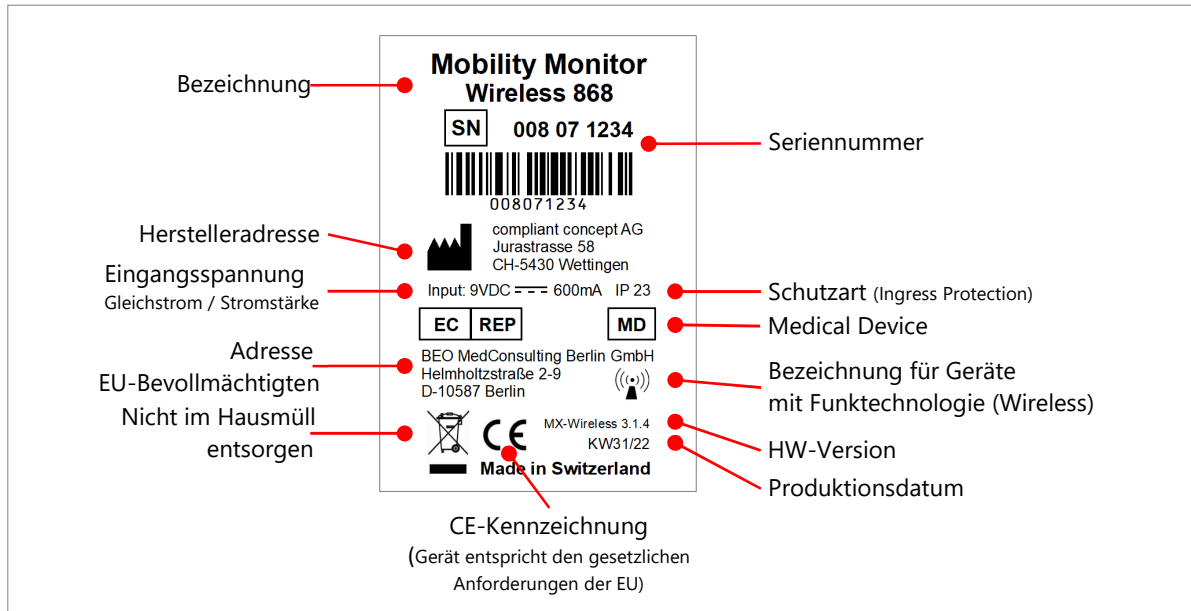 Mobility Monitor
Wireless 868
SN 008 07 1234
008071234
compliant concept AG
Jurastrasse 58
CH-5430 Wettingen
Input: 9VDC 600mA IP 23
EC REP MD
BEO MedConsulting Berlin GmbH
Helmholtzstraße 2-9
D-10587 Berlin
MX-Wireless 3.1.4
CE KW31/22
Made in Switzerland
Bezeichnung
Herstelleradresse
Eingangsspannung
Gleichstrom / Stromstärke
Adresse
EU-Bevollmächtigten
Nicht im Hausmüll
entsorgen
Seriennummer
Schutzart (Ingress Protection)
Medical Device
Bezeichnung für Geräte
mit Funktechnologie (Wireless)
HW-Version
Produktionsdatum
CE-Kennzeichnung
(Gerät entspricht den gesetzlichen
Anforderungen der EU)